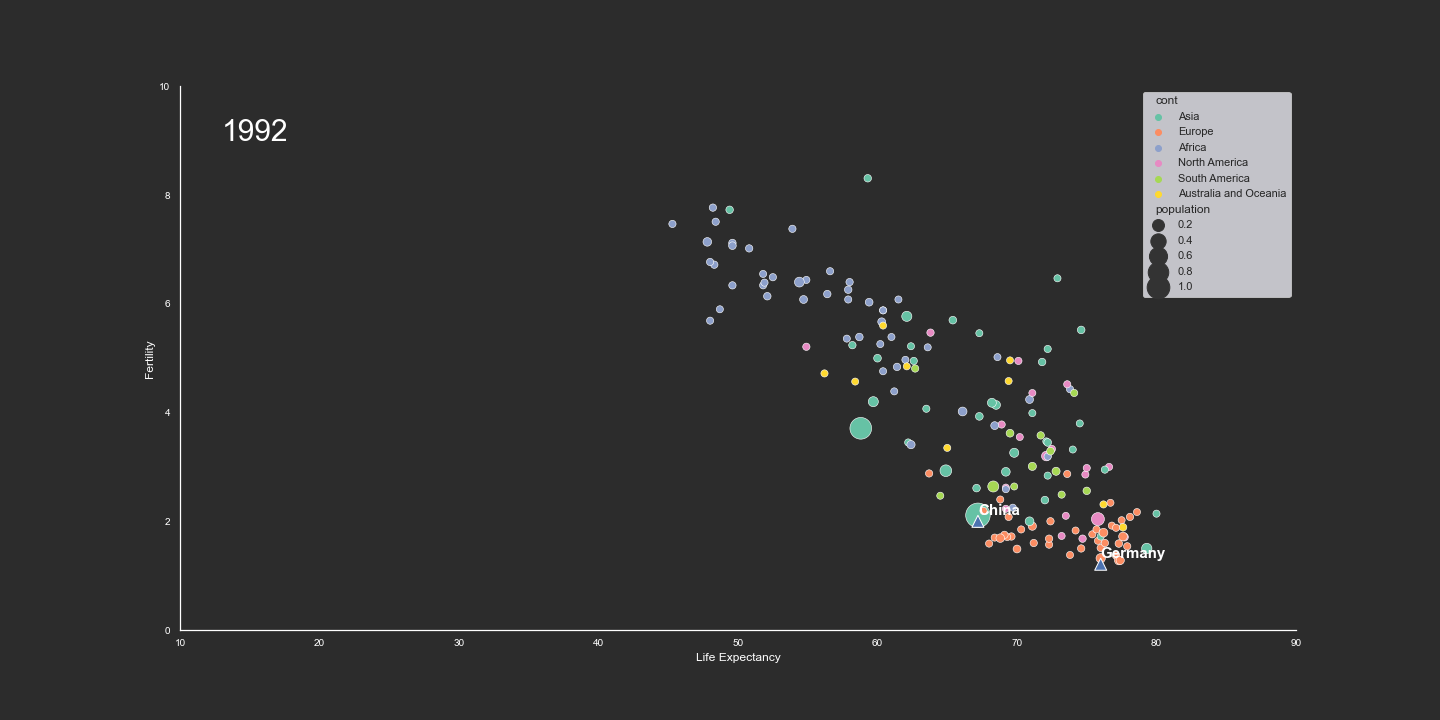 1992
cont
Asia
Europe
Africa
North America
South America
Australia and Oceania
population
0.2
0.4
0.6
0.8
1.0
10
8
6
4
2
0
Fertility
China
Germany
10 20 30 40 50 60 70 80 90
Life Expectancy